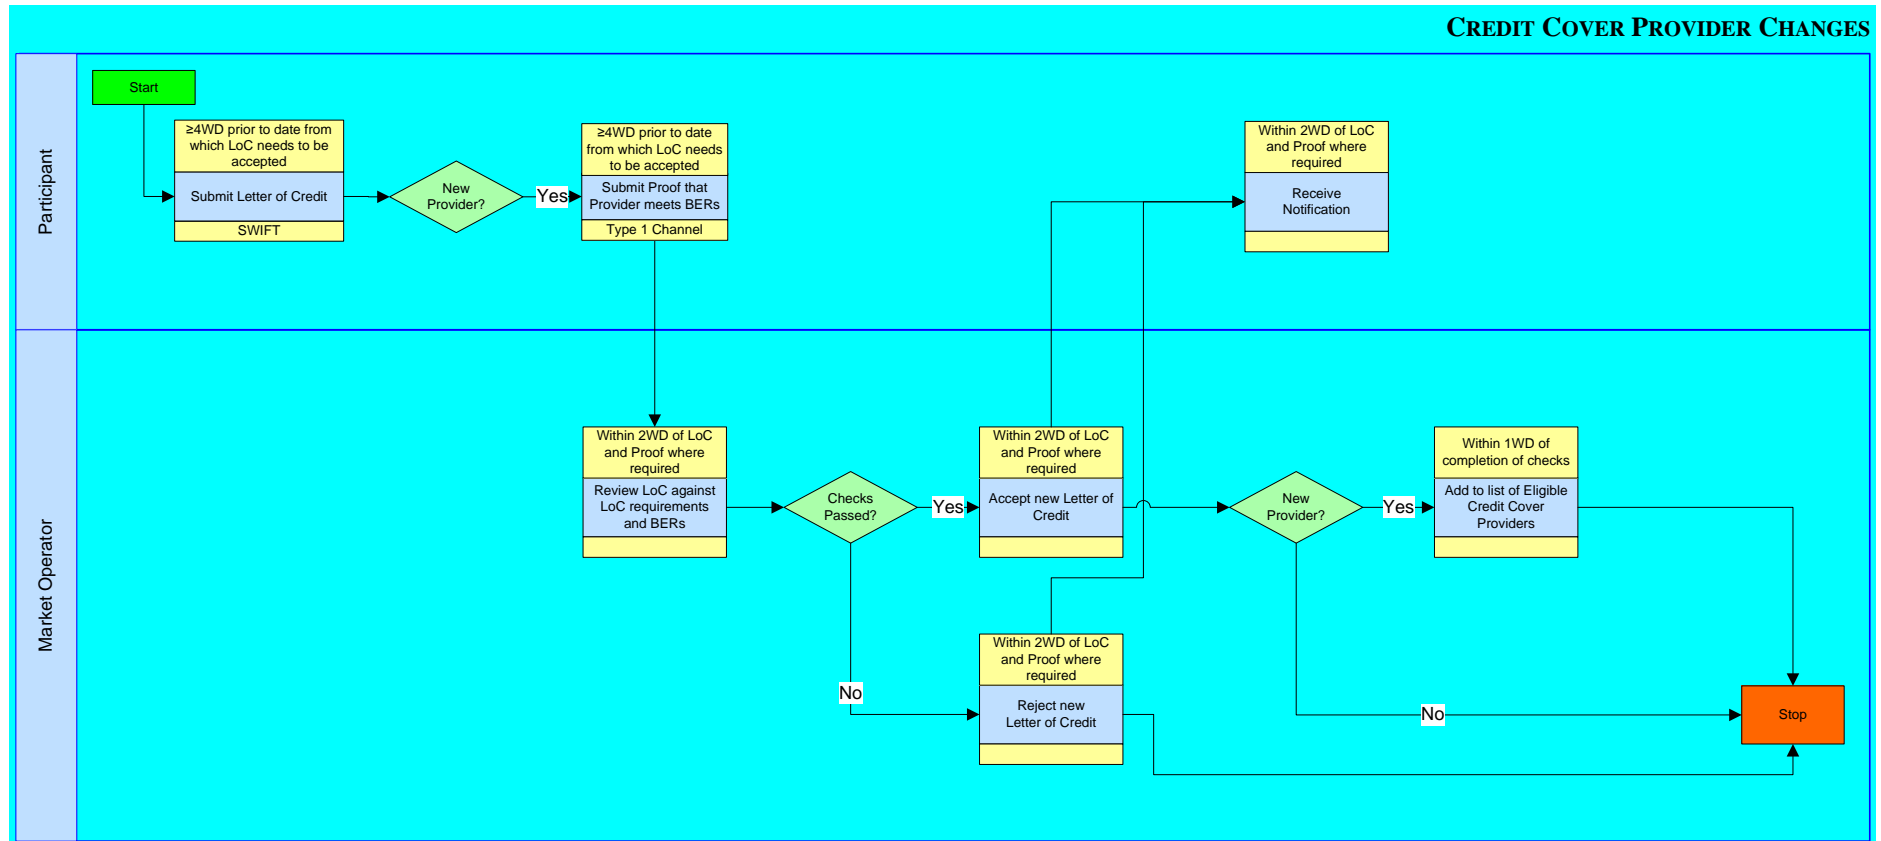 CREDIT COVER PROVIDER CHANGES
Participant
Start
≥4WD prior to date from
which LoC needs to be
accepted
Submit Letter of Credit
SWIFT
New
Provider?
Yes
≥4WD prior to date
from which LoC needs
to be accepted
Submit Proof that
Provider meets BERs
Type 1 Channel
Within 2WD of LoC
and Proof where
required
Receive
Notification
Market Operator
Within 2WD of LoC
and Proof where
required
Review LoC against
LoC requirements
and BERs
Checks
Passed?
Yes
Within 2WD of LoC
and Proof where
required
Accept new Letter of
Credit
New
Provider?
Yes
Within 1WD of
completion of checks
Add to list of Eligible
Credit Cover
Providers
No
Within 2WD of LoC
and Proof where
required
Reject new
Letter of Credit
No
Stop